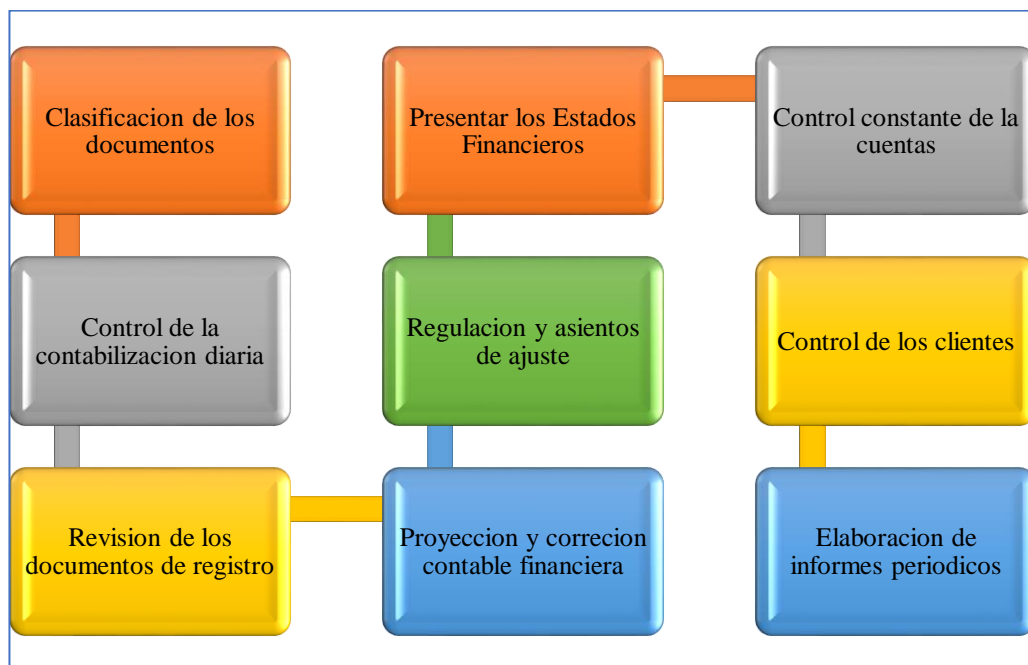 Clasificacion de los
documentos
Control de la
contabilizacion diaria
Revision de los
documentos de registro
Proyeccion y correcion
contable financiera
Regulacion y asientos
de ajuste
Presentar los Estados
Financieros
Control constante de la
cuentas
Control de los clientes
Elaboracion de
informes periodicos